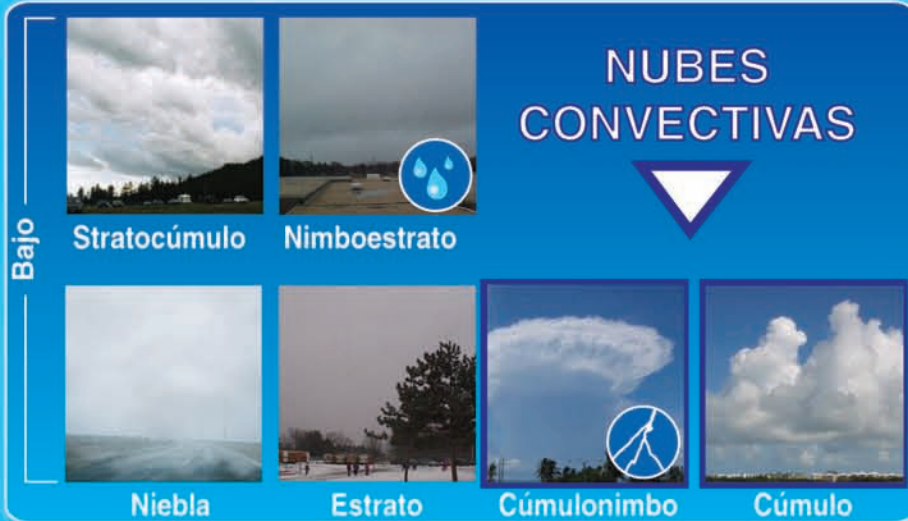 NUBES
CONVECTIVAS
Bajo
Stratocúmulo
Nimboestrato
Niebla
Estrato
Cúmulonimbo
Cúmulo